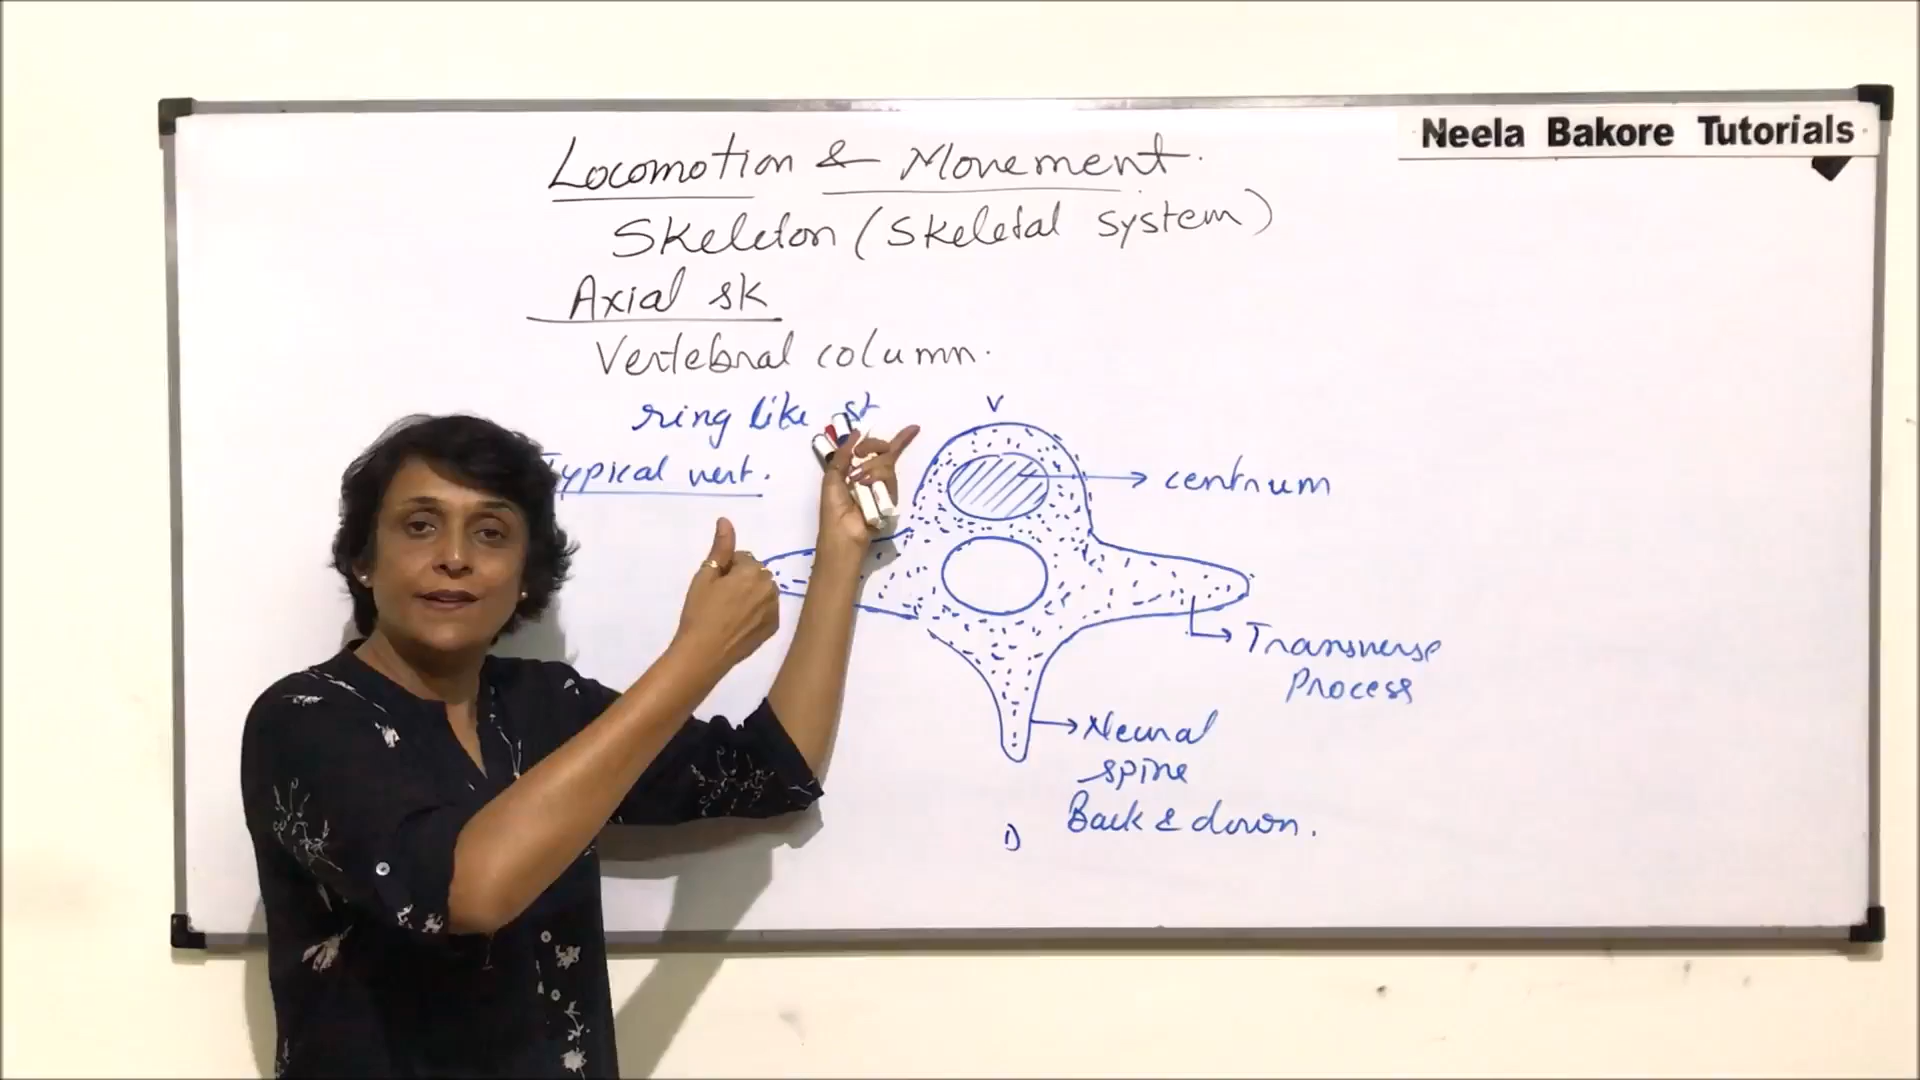 Neela Bakore Tutorials
Locomotion & Movement.
Skeleton (Skeletal system)
Axial sk
Vertebral column.
ring like st
Typical vert.
V
centrum
Transverse
Process
Neural
spine
Back & down.
D